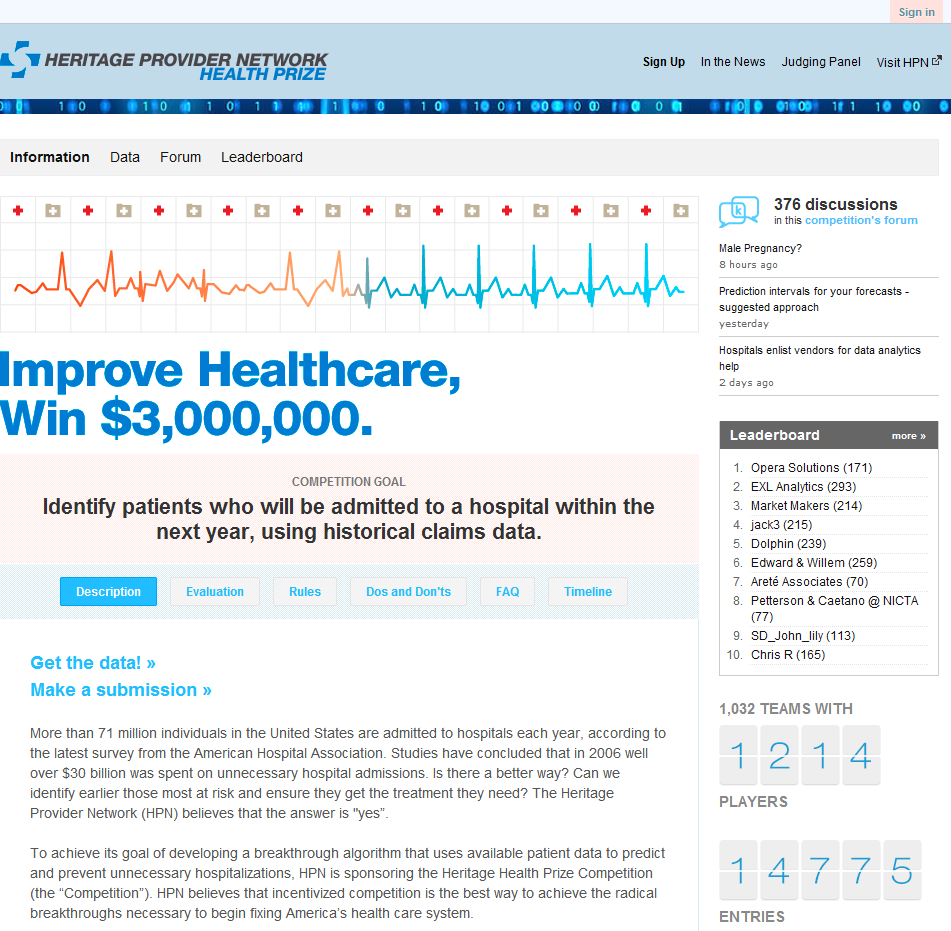 Sign in
HERITAGE PROVIDER NETWORK
HEALTH PRIZE
Sign Up In the News Judging Panel Visit HPN
Information Data Forum Leaderboard
376 discussions
in this competition's forum
Male Pregnancy?
8 hours ago
Prediction intervals for your forecasts -
suggested approach
yesterday
Hospitals enlist vendors for data analytics
help
2 days ago
Improve Healthcare,
Win $3,000,000.
COMPETITION GOAL
Identify patients who will be admitted to a hospital within the
next year, using historical claims data.
Description Evaluation Rules Dos and Don'ts FAQ Timeline
Get the data! »
Make a submission »
More than 71 million individuals in the United States are admitted to hospitals each year, according to
the latest survey from the American Hospital Association. Studies have concluded that in 2006 well
over $30 billion was spent on unnecessary hospital admissions. Is there a better way? Can we
identify earlier those most at risk and ensure they get the treatment they need? The Heritage
Provider Network (HPN) believes that the answer is "yes”.
To achieve its goal of developing a breakthrough algorithm that uses available patient data to predict
and prevent unnecessary hospitalizations, HPN is sponsoring the Heritage Health Prize Competition
(the “Competition”). HPN believes that incentivized competition is the best way to achieve the radical
breakthroughs necessary to begin fixing America’s health care system.
Leaderboard more »
1. Opera Solutions (171)
2. EXL Analytics (293)
3. Market Makers (214)
4. jack3 (215)
5. Dolphin (239)
6. Edward & Willem (259)
7. Areté Associates (70)
8. Petterson & Caetano @ NICTA
(77)
9. SD_John_lily (113)
10. Chris R (165)
1,032 TEAMS WITH
1 2 1 4
PLAYERS
1 4 7 7 5
ENTRIES